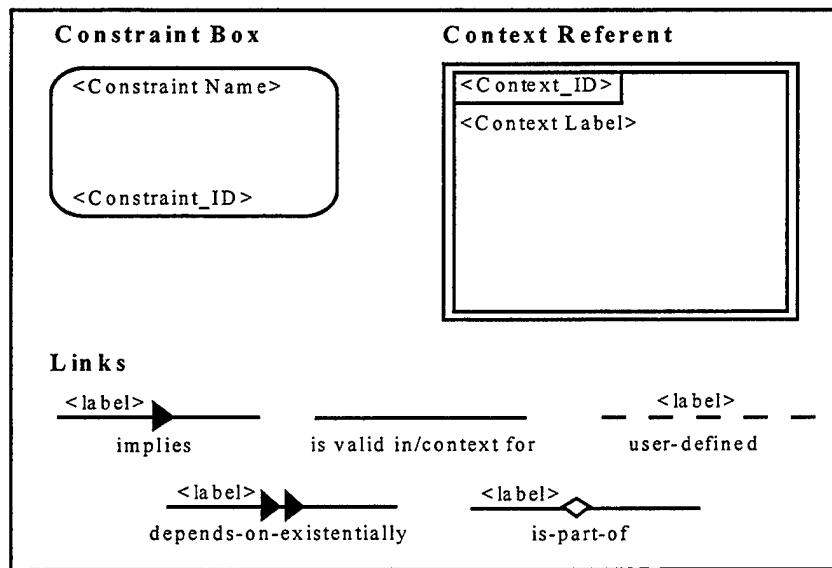 Constraint Box
Context Referent
<Constraint Name>
<Constraint_ID>
<Context_ID>
<Context Label>
Links
<label>
implies
is valid in/context for
<label>
user-defined
<label>
depends-on-existentially
<label>
is-part-of